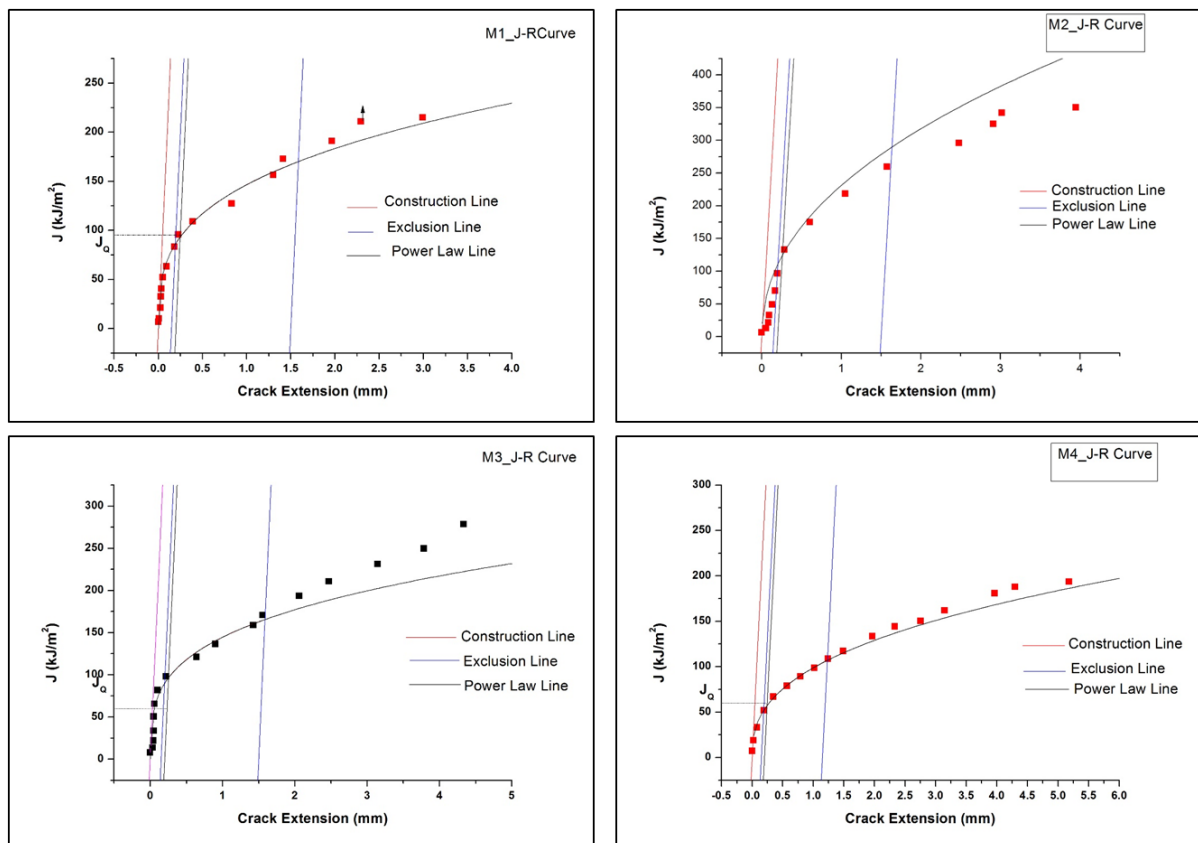 M1_J-RCurve
J (kJ/m²)
250
200
150
100
J_Q
50
0
Construction Line
Exclusion Line
Power Law Line
-0.5 0.0 0.5 1.0 1.5 2.0 2.5 3.0 3.5 4.0
Crack Extension (mm)
M2_J-R Curve
J (kJ/m²)
400
350
300
250
200
150
100
50
0
Construction Line
Exclusion Line
Power Law Line
0 1 2 3 4
Crack Extension (mm)
M3_J-R Curve
J (kJ/m²)
300
250
200
150
100
J_Q
50
0
Construction Line
Exclusion Line
Power Law Line
0 1 2 3 4 5
Crack Extension (mm)
M4_J-R Curve
J (kJ/m²)
300
250
200
150
100
J_Q
50
0
Construction Line
Exclusion Line
Power Law Line
-0.5 0.0 0.5 1.0 1.5 2.0 2.5 3.0 3.5 4.0 4.5 5.0 5.5 6.0
Crack Extension (mm)